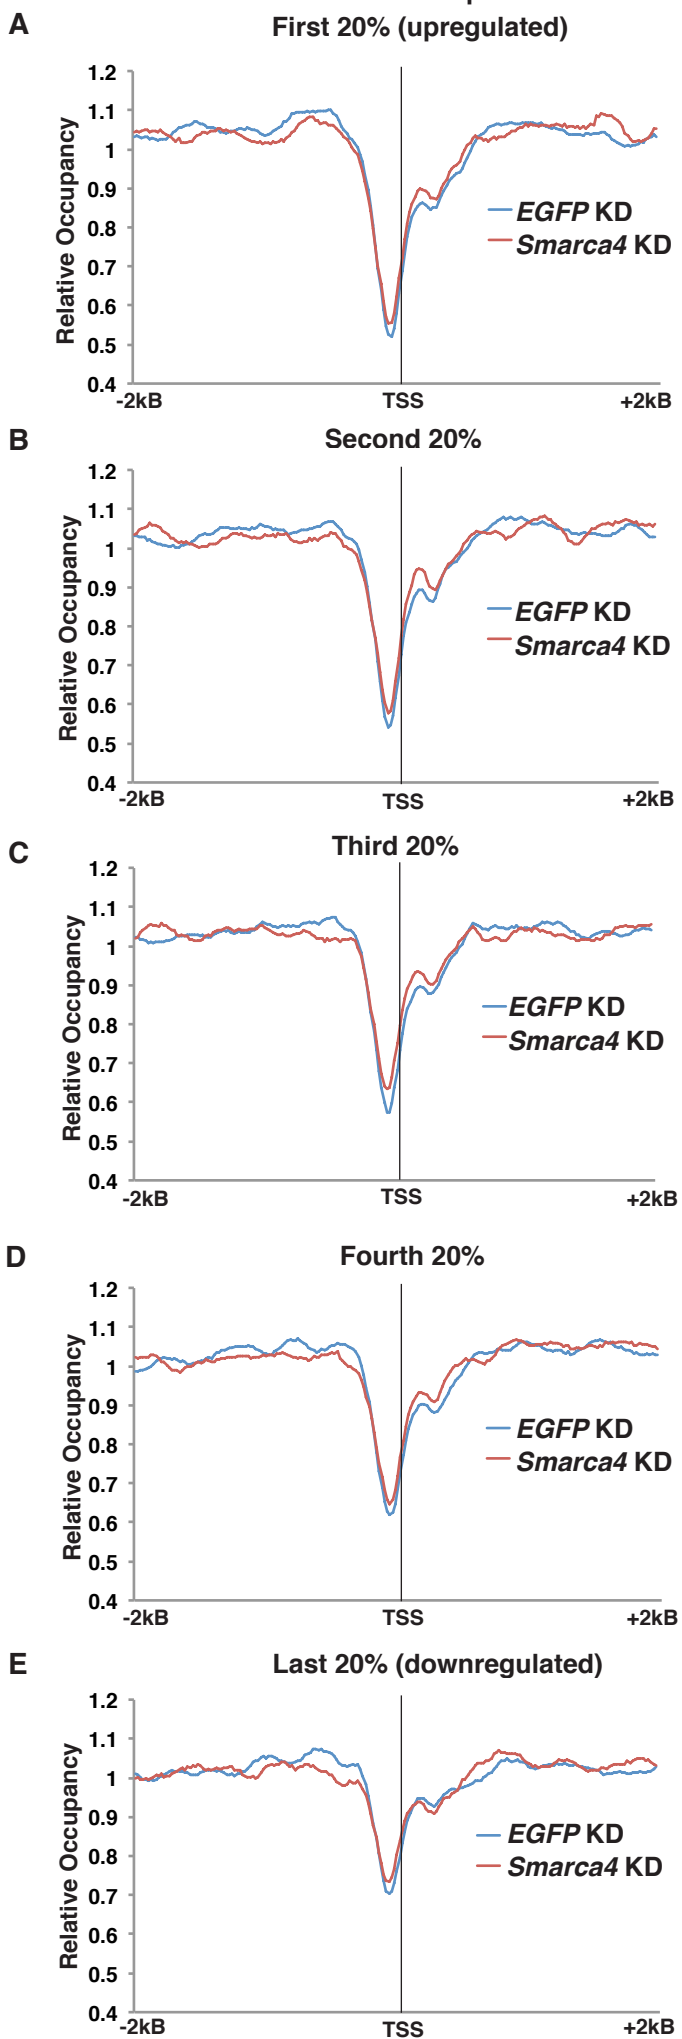 A
First 20% (upregulated)
1.2
1.1
1
0.9
0.8
0.7
0.6
0.5
0.4
Relative Occupancy
EGFP KD
Smarca4 KD
-2kB TSS +2kB
B
Second 20%
1.2
1.1
1
0.9
0.8
0.7
0.6
0.5
0.4
Relative Occupancy
EGFP KD
Smarca4 KD
-2kB TSS +2kB
C
Third 20%
1.2
1.1
1
0.9
0.8
0.7
0.6
0.5
0.4
Relative Occupancy
EGFP KD
Smarca4 KD
-2kB TSS +2kB
D
Fourth 20%
1.2
1.1
1
0.9
0.8
0.7
0.6
0.5
0.4
Relative Occupancy
EGFP KD
Smarca4 KD
-2kB TSS +2kB
E
Last 20% (downregulated)
1.2
1.1
1
0.9
0.8
0.7
0.6
0.5
0.4
Relative Occupancy
EGFP KD
Smarca4 KD
-2kB TSS +2kB